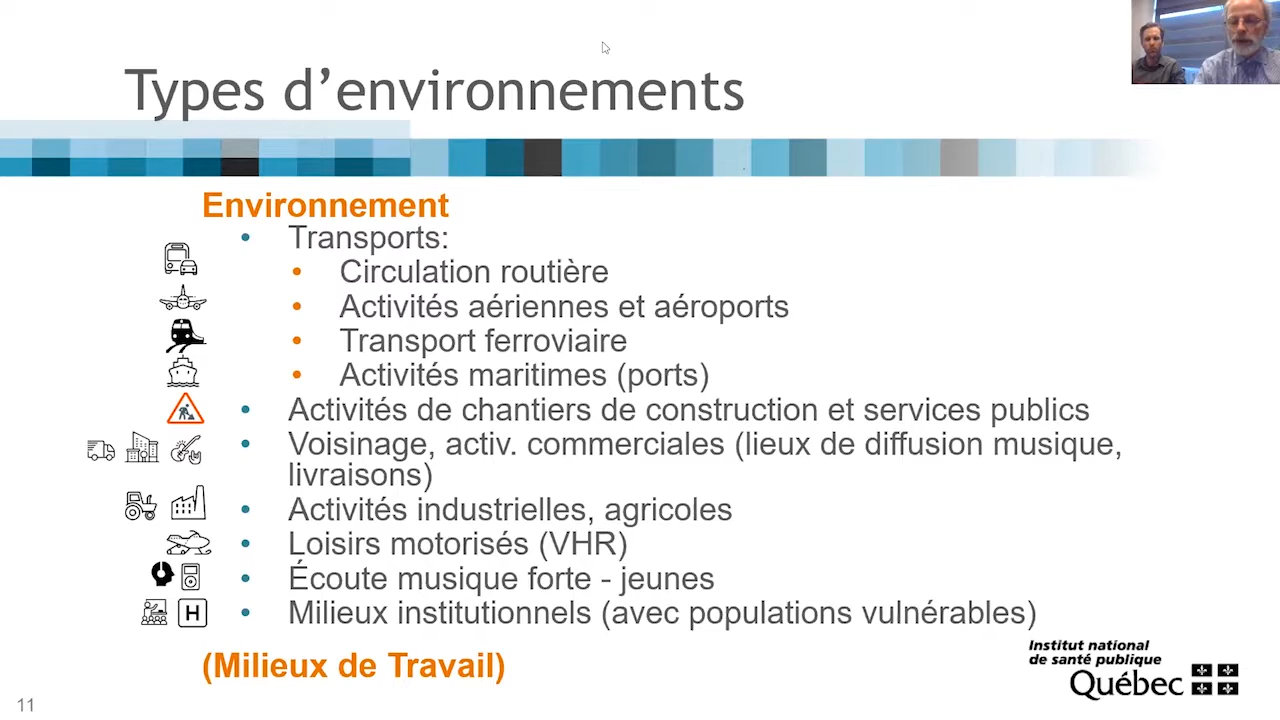 Types d’environnements
Environnement
• Transports:
• Circulation routière
• Activités aériennes et aéroports
• Transport ferroviaire
• Activités maritimes (ports)
• Activités de chantiers de construction et services publics
• Voisinage, activ. commerciales (lieux de diffusion musique,
livraisons)
• Activités industrielles, agricoles
• Loisirs motorisés (VHR)
• Écoute musique forte - jeunes
H
• Milieux institutionnels (avec populations vulnérables)
(Milieux de Travail)
Institut national
de santé publique
Québec
11